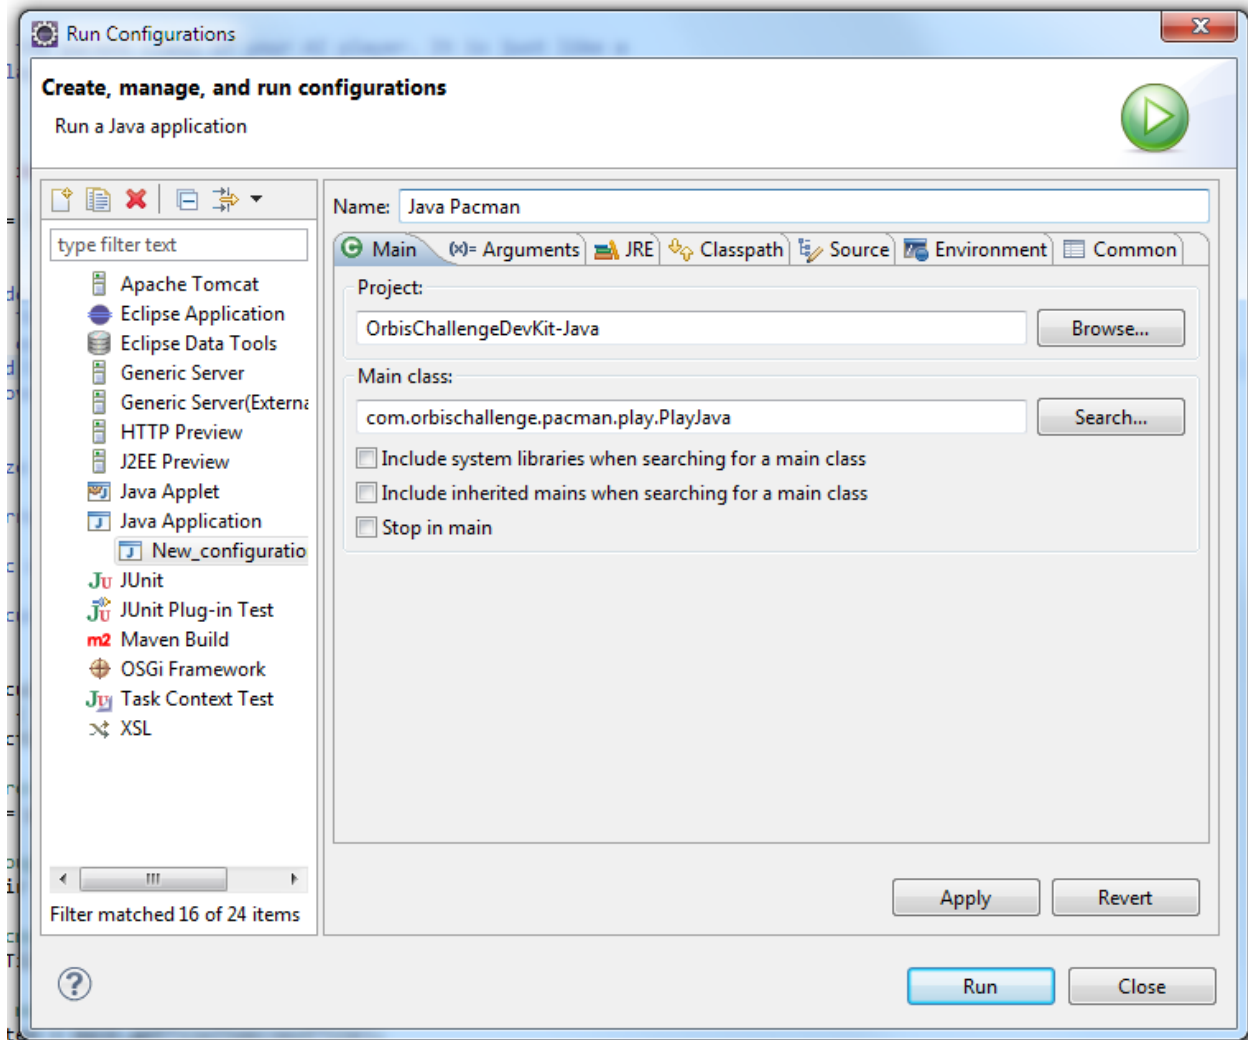 Run Configurations
Create, manage, and run configurations
Run a Java application
type filter text
Apache Tomcat
Eclipse Application
Eclipse Data Tools
Generic Server
Generic Server(Externa
HTTP Preview
J2EE Preview
Java Applet
Java Application
New_configuratio
JUnit
JUnit Plug-in Test
m2 Maven Build
OSGi Framework
Task Context Test
XSL
Filter matched 16 of 24 items
Name: Java Pacman
Main (x)= Arguments JRE Classpath Source Environment Common
Project:
OrbisChallengeDevKit-Java Browse...
Main class:
com.orbischallenge.pacman.play.PlayJava Search...
Include system libraries when searching for a main class
Include inherited mains when searching for a main class
Stop in main
Apply Revert
Run Close